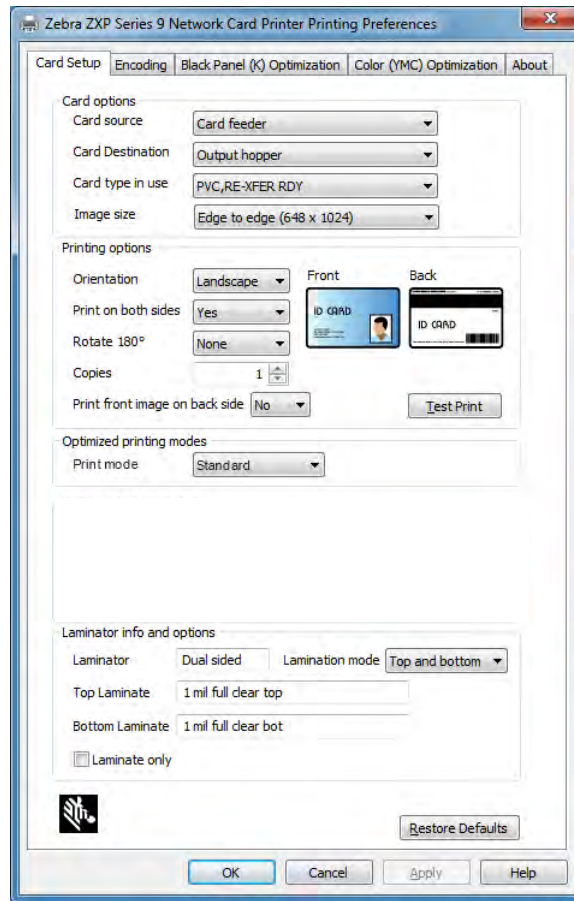 Zebra ZXP Series 9 Network Card Printer Printing Preferences
Card Setup Encoding Black Panel (K) Optimization Color (YMC) Optimization About
Card options
Card source Card feeder
Card Destination Output hopper
Card type in use PVC,RE-XFER RDY
Image size Edge to edge (648 x 1024)
Printing options
Orientation Landscape Front Back
Print on both sides Yes ID CARD ID CARD
Rotate 180° None
Copies 1
Print front image on back side No Test Print
Optimized printing modes
Print mode Standard
Laminator info and options
Laminator Dual sided Lamination mode Top and bottom
Top Laminate 1 mil full clear top
Bottom Laminate 1 mil full clear bot
Laminate only
Restore Defaults
OK Cancel Apply Help